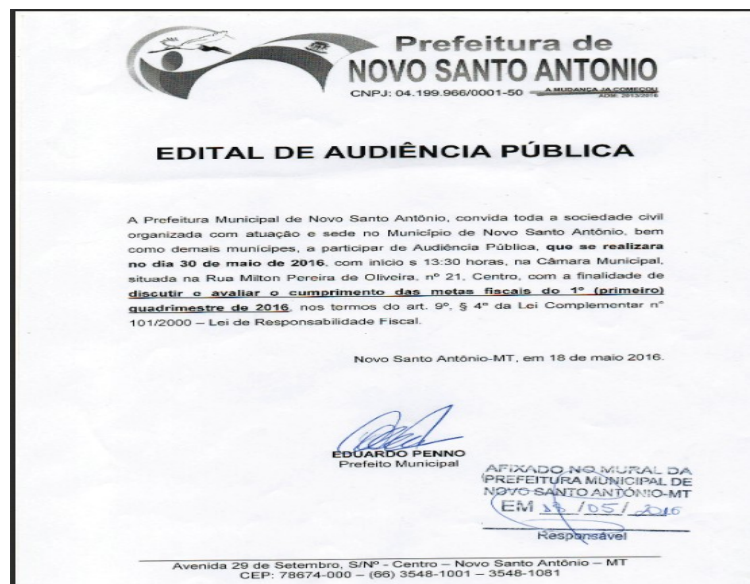 Prefeitura de
NOVO SANTO ANTONIO
CNPJ: 04.199.966/0001-50 A MUDANÇA JA COMEÇOU
ADM: 2013/2016
EDITAL DE AUDIÊNCIA PÚBLICA
A Prefeitura Municipal de Novo Santo Antônio, convida toda a sociedade civil
organizada com atuação e sede no Município de Novo Santo Antônio, bem
como demais munícipes, a participar de Audiência Pública, que se realizara
no dia 30 de maio de 2016, com início s 13:30 horas, na Câmara Municipal,
situada na Rua Milton Pereira de Oliveira, nº 21, Centro, com a finalidade de
discutir e avaliar o cumprimento das metas fiscais do 1º (primeiro)
quadrimestre de 2016, nos termos do art. 9º, § 4º da Lei Complementar n°
101/2000 – Lei de Responsabilidade Fiscal.
Novo Santo Antônio-MT, em 18 de maio 2016.
EDUARDO PENNO
Prefeito Municipal
AFIXADO NO MURAL DA
PREFEITURA MUNICIPAL DE
NOVO SANTO ANTÔNIO-MT
EM /05/ 2016
Responsável
Avenida 29 de Setembro, S/Nº - Centro – Novo Santo Antônio – MT
CEP: 78674-000 – (66) 3548-1001 – 3548-1081